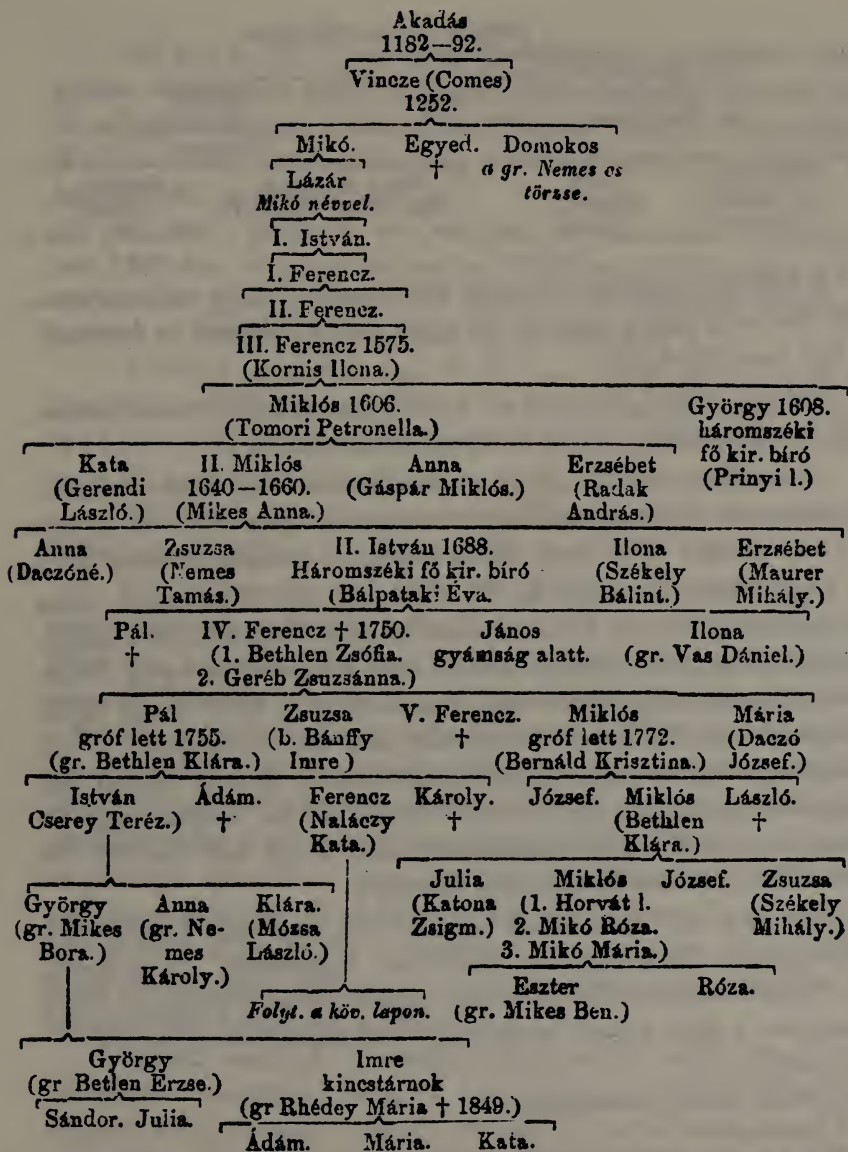 Akadás
1182—92.
Vincze (Comes)
1252.
Mikó. Egyed. Domokos
Lázár † a gr. Nemes cs
Mikó névvel. törzse.
I. István.
I. Ferencz.
II. Ferencz.
III. Ferencz 1575.
(Kornis Ilona.)
Miklós 1606. György 1608.
(Tomori Petronella.) háromszéki
fő kir. bíró
(Prinyi I.)
Kata II. Miklós Anna Erzsébet
(Gerendi 1640—1660. (Gáspár Miklós.) (Radak
László.) (Mikes Anna.) András.)
Anna Zsuzsa II. István 1688. Ilona Erzsébet
(Daczóné.) (Nemes Háromszéki fő kir. bíró (Székely (Maurer
Tamás.) (Bálpataki Éva. Bálint.) Mihály.)
Pál. IV. Ferencz † 1750. János Ilona
† (1. Bethlen Zsófia. gyámság alatt. (gr. Vas Dániel.)
2. Geréb Zsuzsánna.)
Pál Zsuzsa V. Ferencz. Miklós Mária
gróf lett 1755. (b. Bánffy † gróf lett 1772. (Daczó
(gr. Bethlen Klára.) Imre) (Bernáld Krisztina.) József.)
István Ádám. Ferencz Károly. József. Miklós László.
Cserey Teréz.) † (Naláczy † (Bethlen †
Kata.) Klára.)
Julia Miklós József. Zsuzsa
(Katona (1. Horvát I. (Székely
Zsigm.) 2. Mikó Róza. Mihály.)
3. Mikó Mária.)
György Anna Klára.
(gr. Mikes (gr. Ne- (Mózsa
Bora.) mes László.)
Károly.)
Eszter Róza.
Folyt. a köv. lapon. (gr. Mikes Ben.)
György Imre
(gr Betlen Erzse.) kincstárnok
Sándor. Julia. (gr Rhédey Mária † 1849.)
Ádám. Mária. Kata.